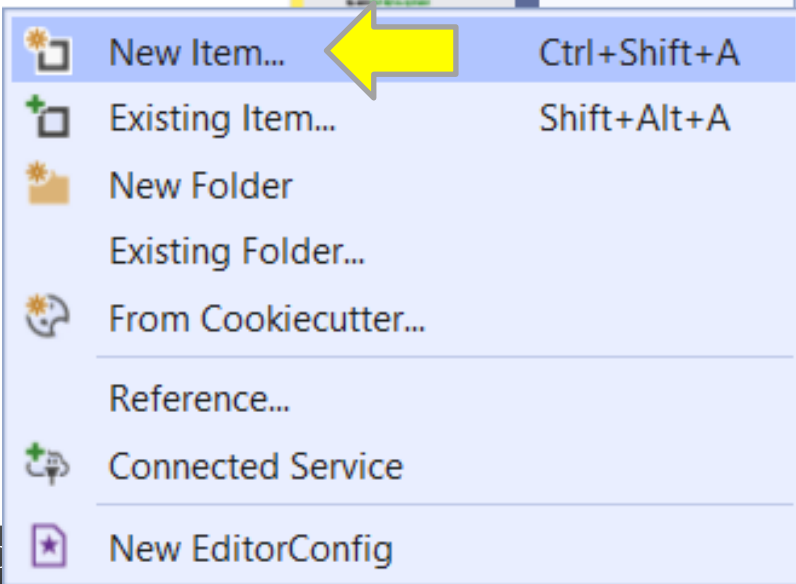 New Item... Ctrl+Shift+A
Existing Item... Shift+Alt+A
New Folder
Existing Folder...
From Cookiecutter...
Reference...
Connected Service
New EditorConfig